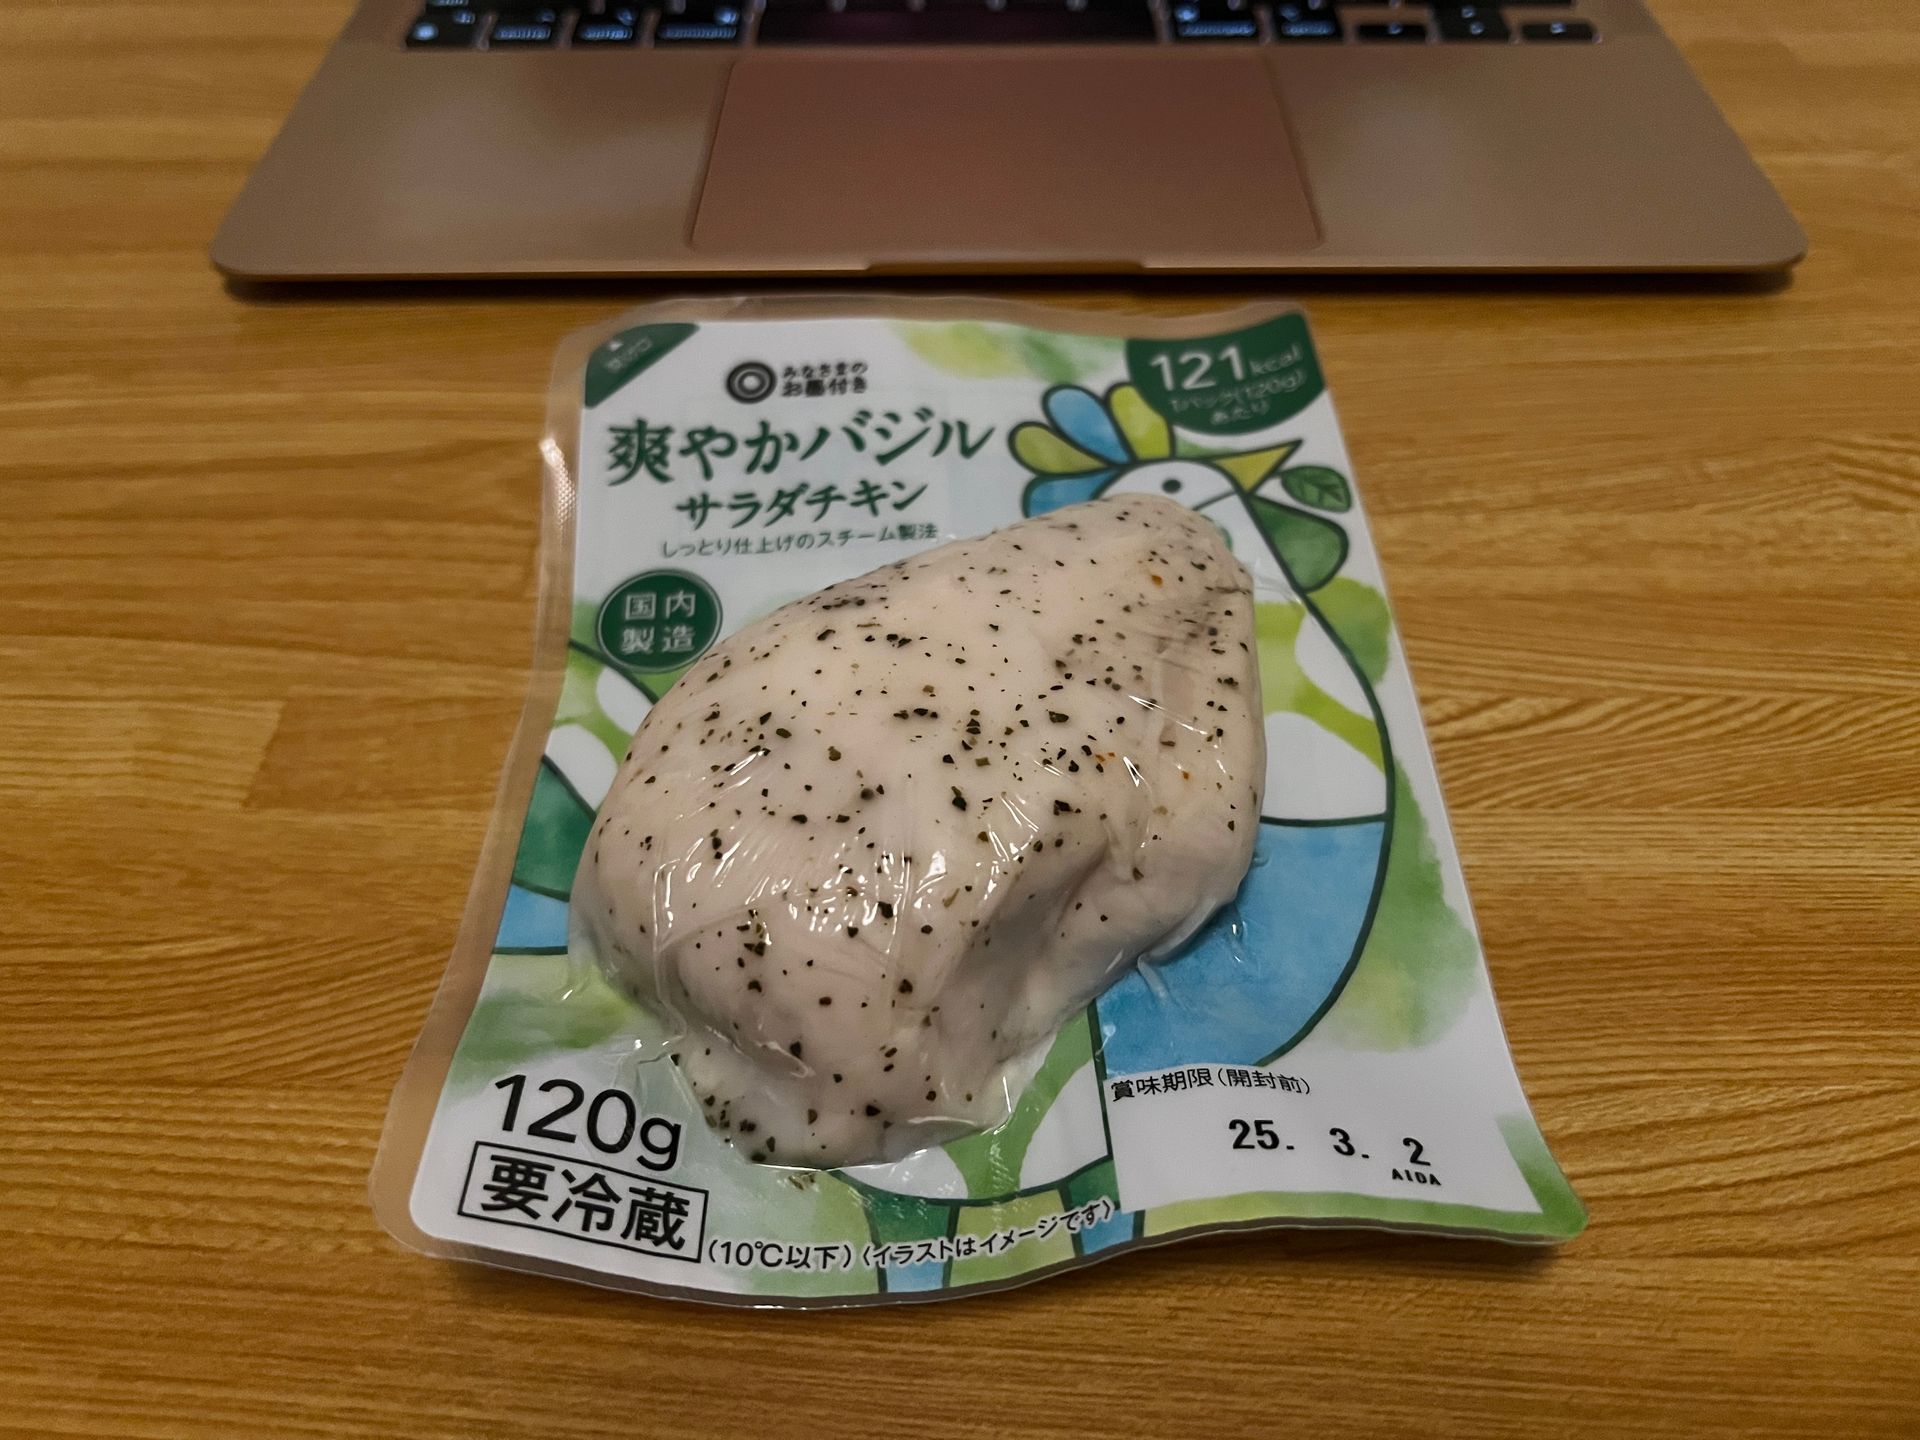 みなさまの
お墨付き
爽やかバジル
サラダチキン
しっとり仕上げのスチーム製法
国内
製造
121kcal
1パック(120g)
あたり
120g
要冷蔵
(10℃以下)〈イラストはイメージです〉
賞味期限(開封前)
25. 3. 2
AIDA